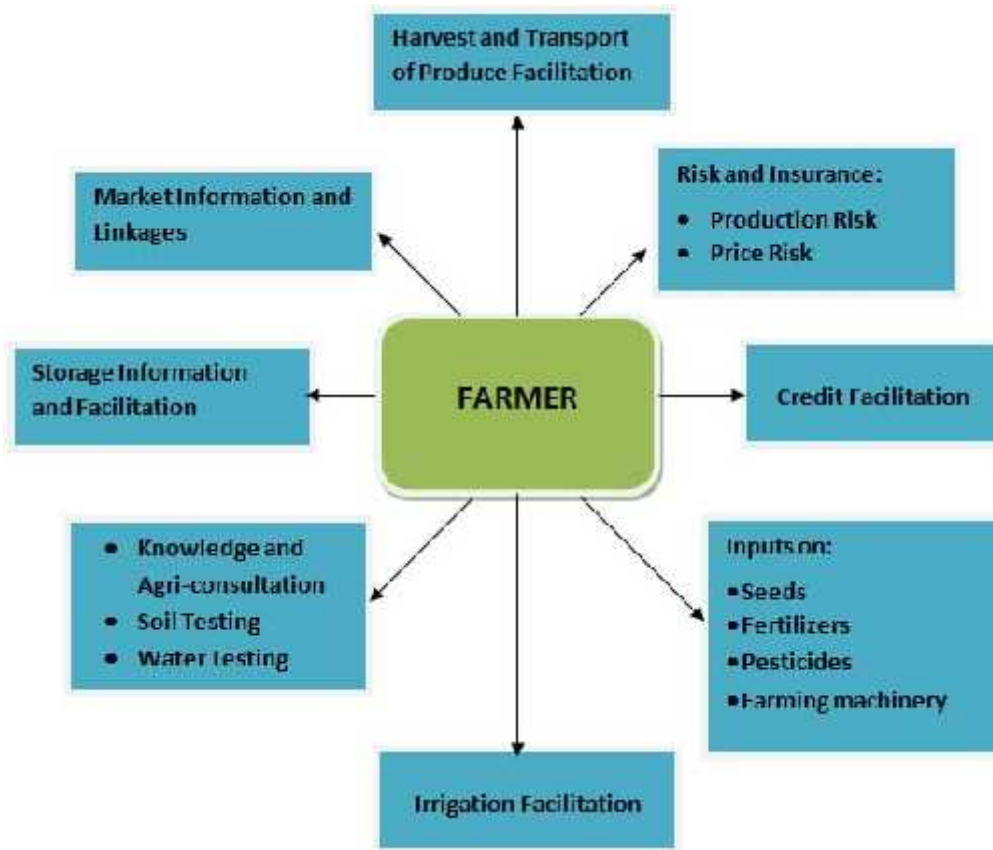 Harvest and Transport
of Produce Facilitation
Market Information and
Linkages
Risk and Insurance:
• Production Risk
• Price Risk
Storage Information
and Facilitation
FARMER
Credit Facilitation
• Knowledge and
Agri-consultation
• Soil Testing
• Water Testing
Inputs on:
•Seeds
•Fertilizers
•Pesticides
•Farming machinery
Irrigation Facilitation